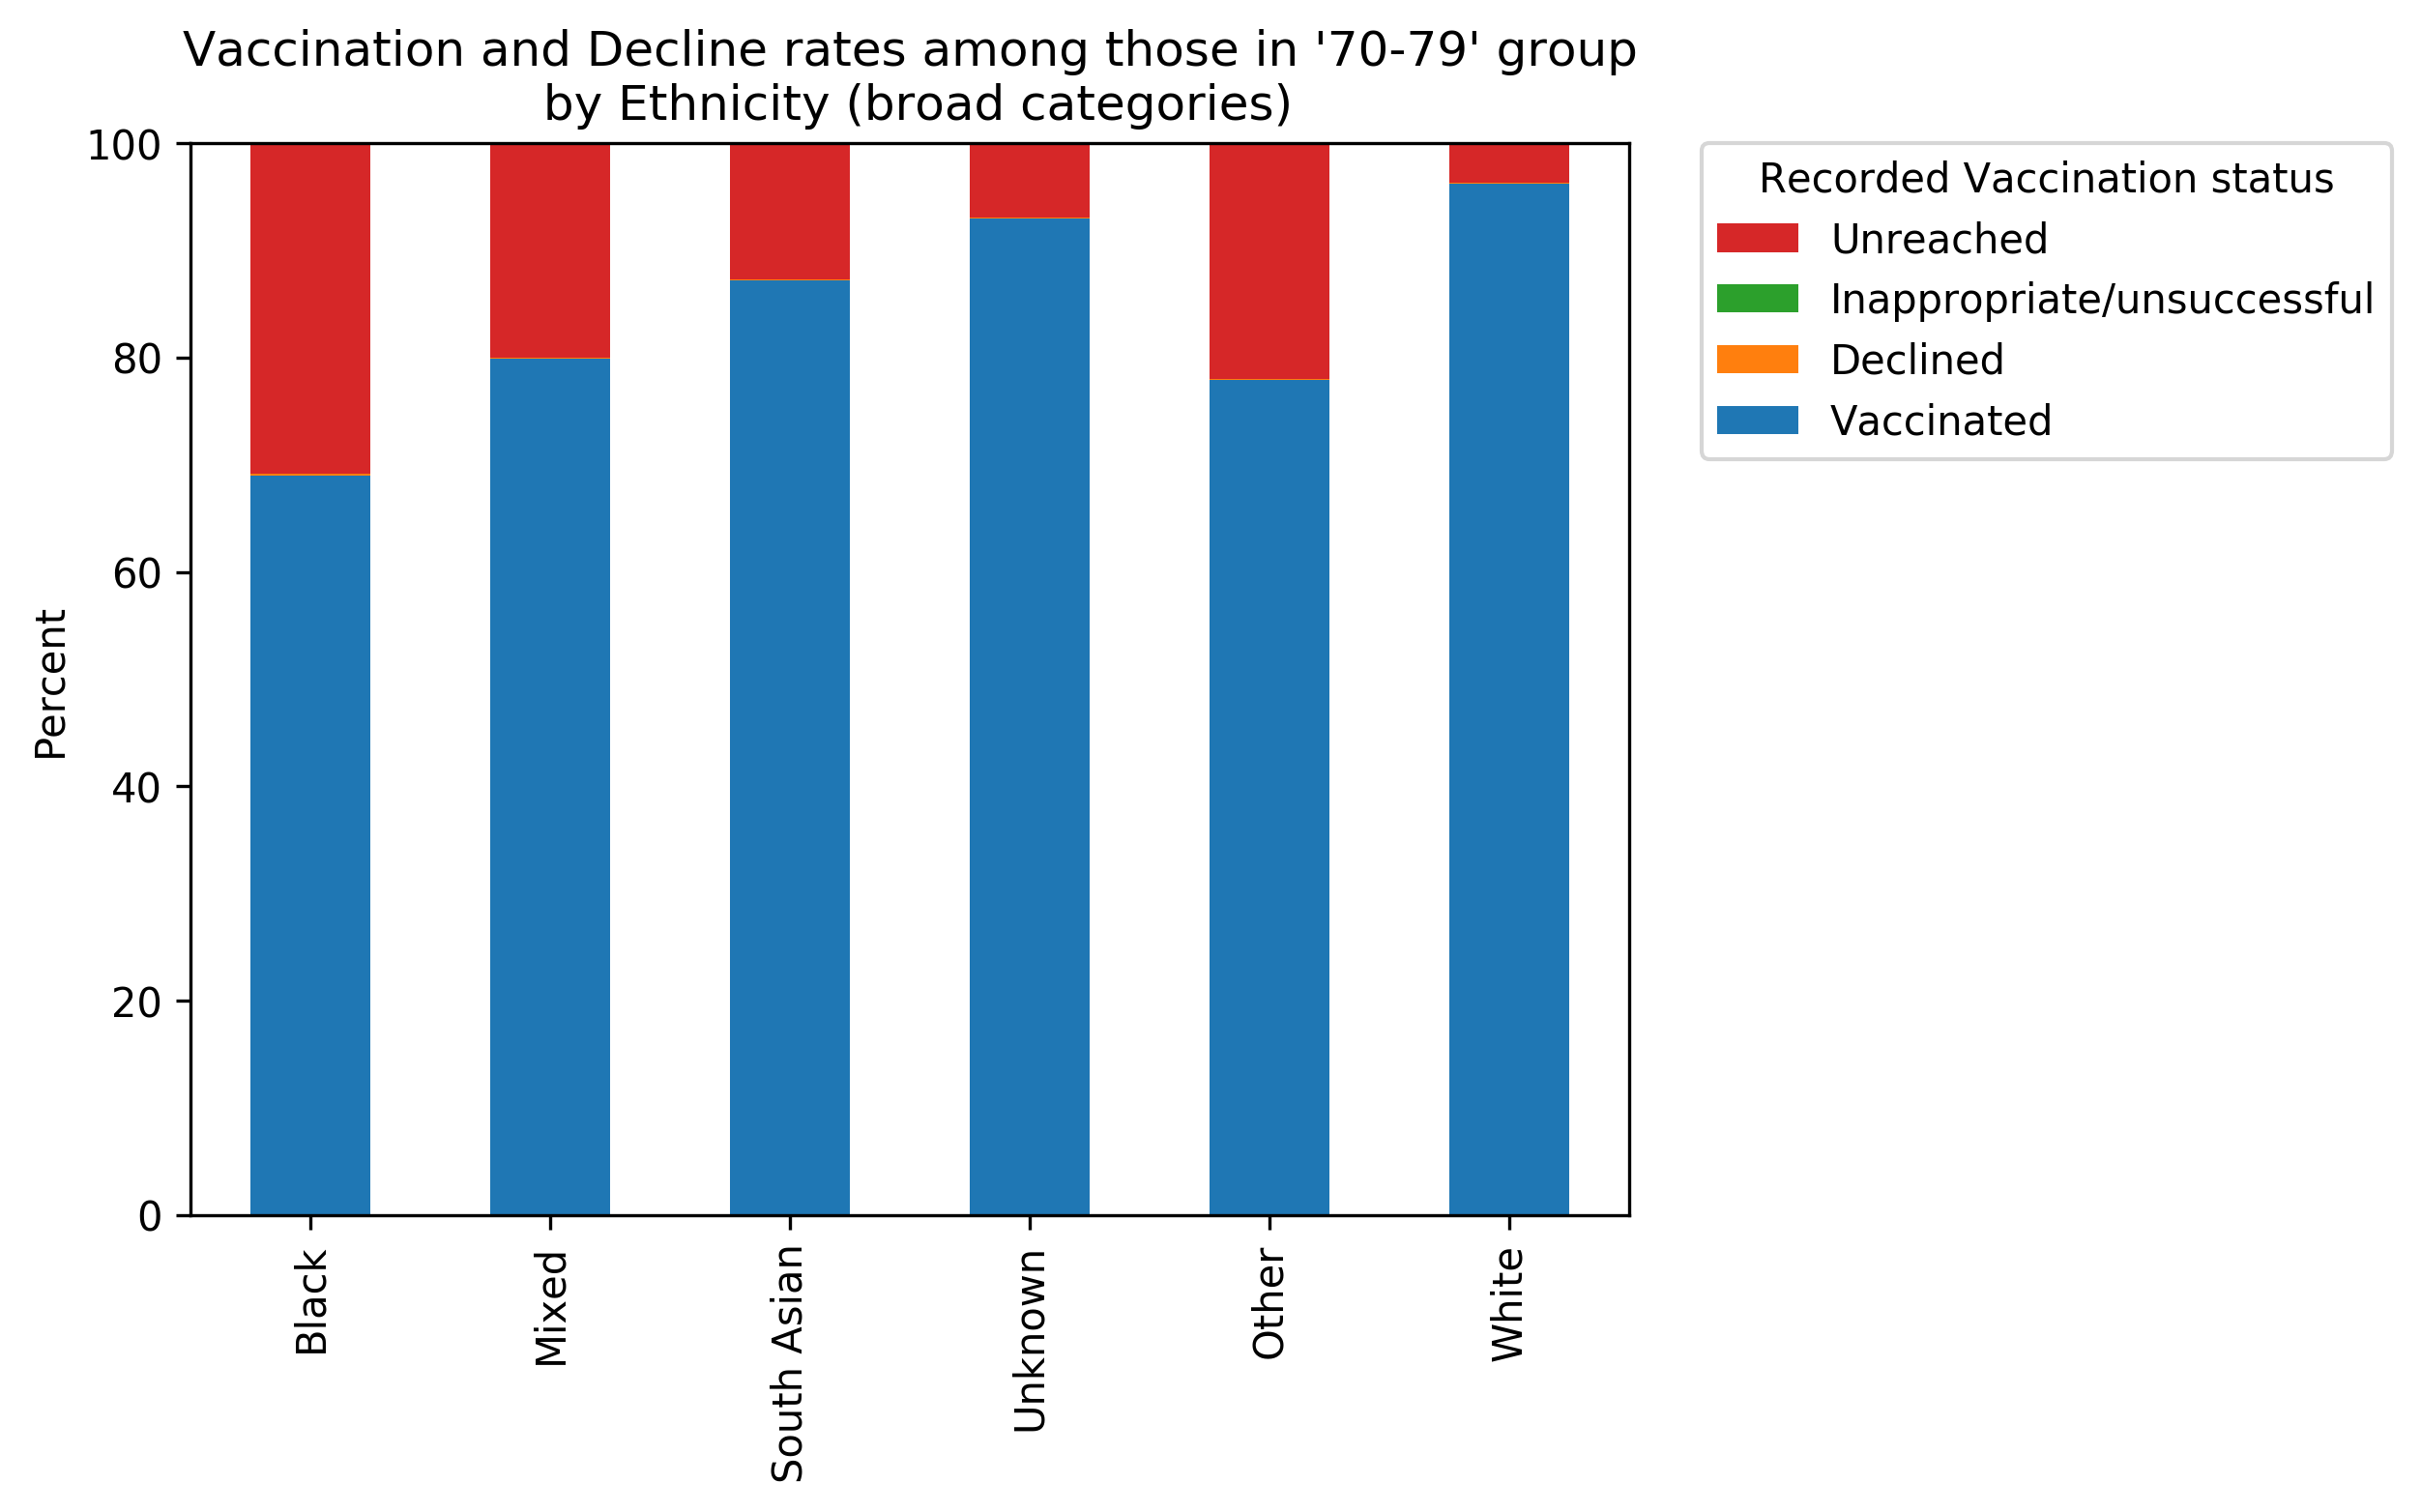 Vaccination and Decline rates among those in '70-79' group
by Ethnicity (broad categories)
100
80
60
40
20
0
Percent
Black
Mixed
South Asian
Unknown
Other
White
Recorded Vaccination status
Unreached
Inappropriate/unsuccessful
Declined
Vaccinated